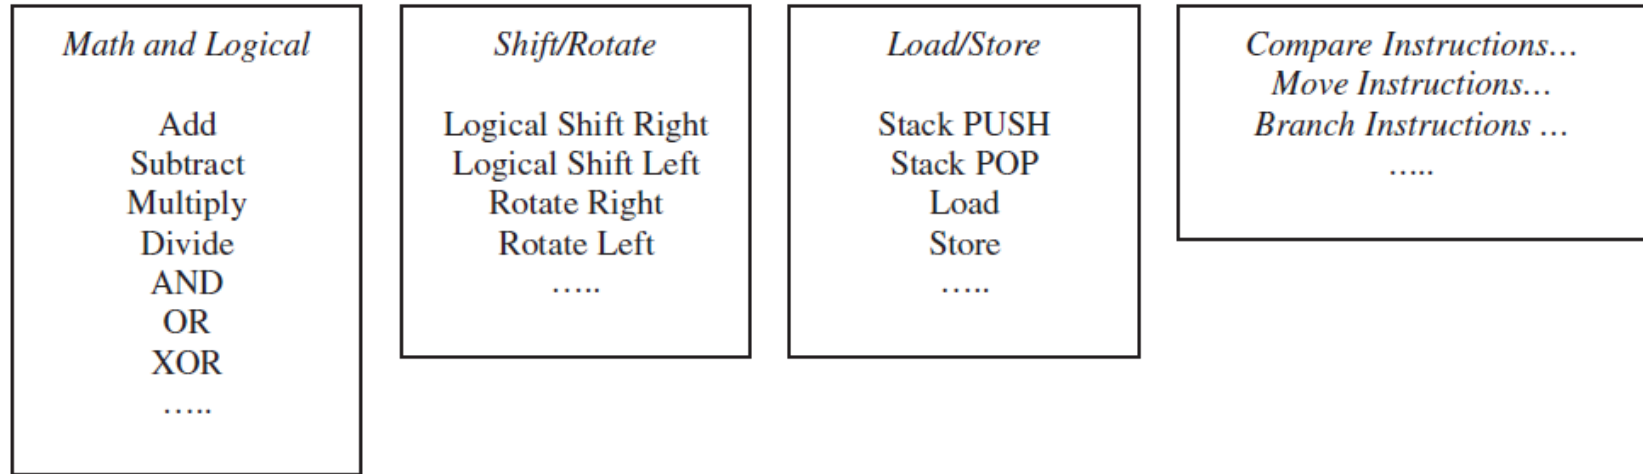 Math and Logical
Add
Subtract
Multiply
Divide
AND
OR
XOR
…..
Shift/Rotate
Logical Shift Right
Logical Shift Left
Rotate Right
Rotate Left
…..
Load/Store
Stack PUSH
Stack POP
Load
Store
…..
Compare Instructions…
Move Instructions…
Branch Instructions …
…..